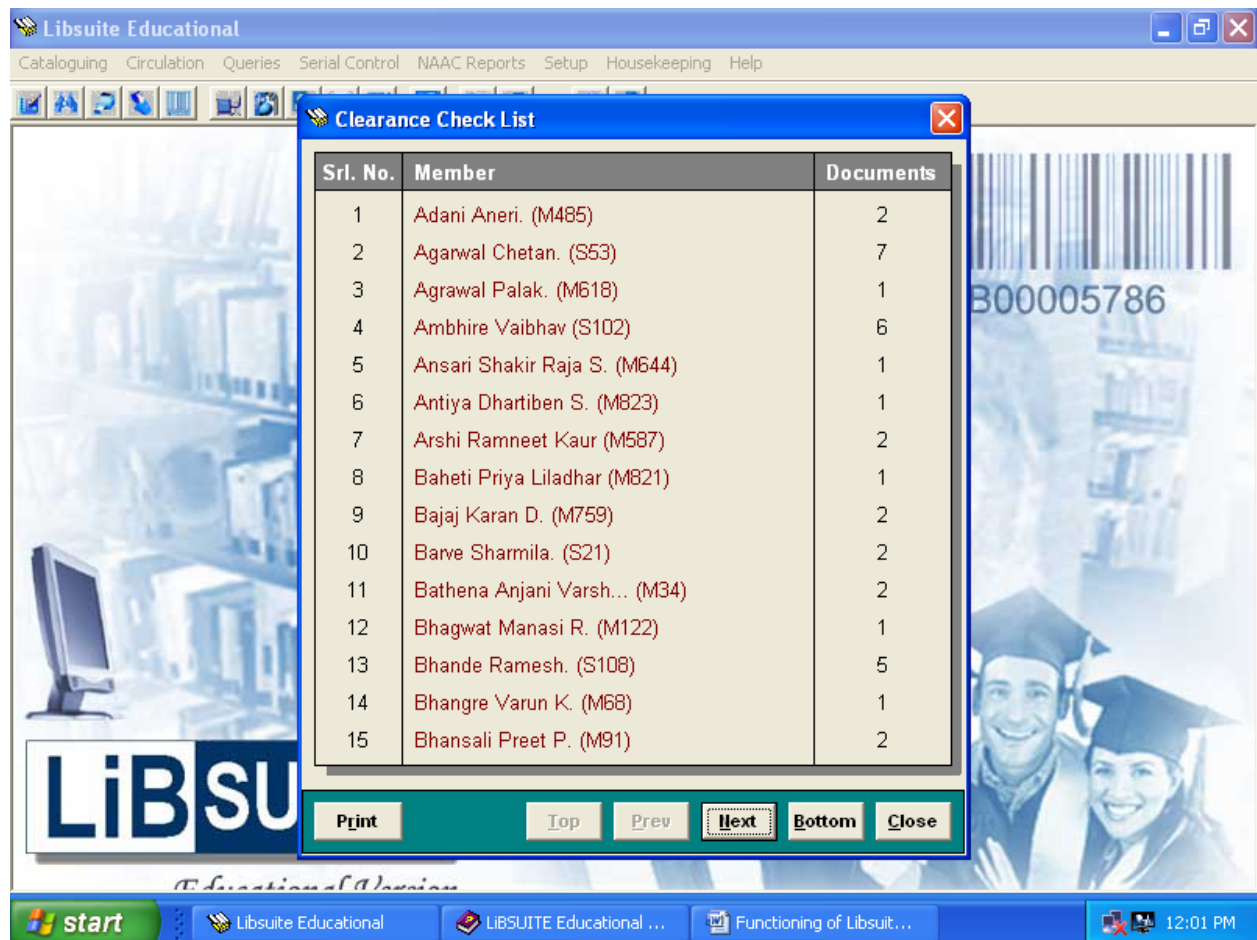 Libsuite Educational
Cataloguing Circulation Queries Serial Control NAAC Reports Setup Housekeeping Help
Clearance Check List
Srl. No. Member Documents
1 Adani Aneri. (M485) 2
2 Agarwal Chetan. (S53) 7
3 Agrawal Palak. (M618) 1
4 Ambhire Vaibhav (S102) 6
5 Ansari Shakir Raja S. (M644) 1
6 Antiya Dhartiben S. (M823) 1
7 Arshi Ramneet Kaur (M587) 2
8 Baheti Priya Liladhar (M821) 1
9 Bajaj Karan D. (M759) 2
10 Barve Sharmila. (S21) 2
11 Bathena Anjani Varsh... (M34) 2
12 Bhagwat Manasi R. (M122) 1
13 Bhande Ramesh. (S108) 5
14 Bhangre Varun K. (M68) 1
15 Bhansali Preet P. (M91) 2
B00005786
LiBSU
Print Top Prev Next Bottom Close
Educational Version
start Libsuite Educational LiBSUITE Educational ... Functioning of Libsuit... 12:01 PM